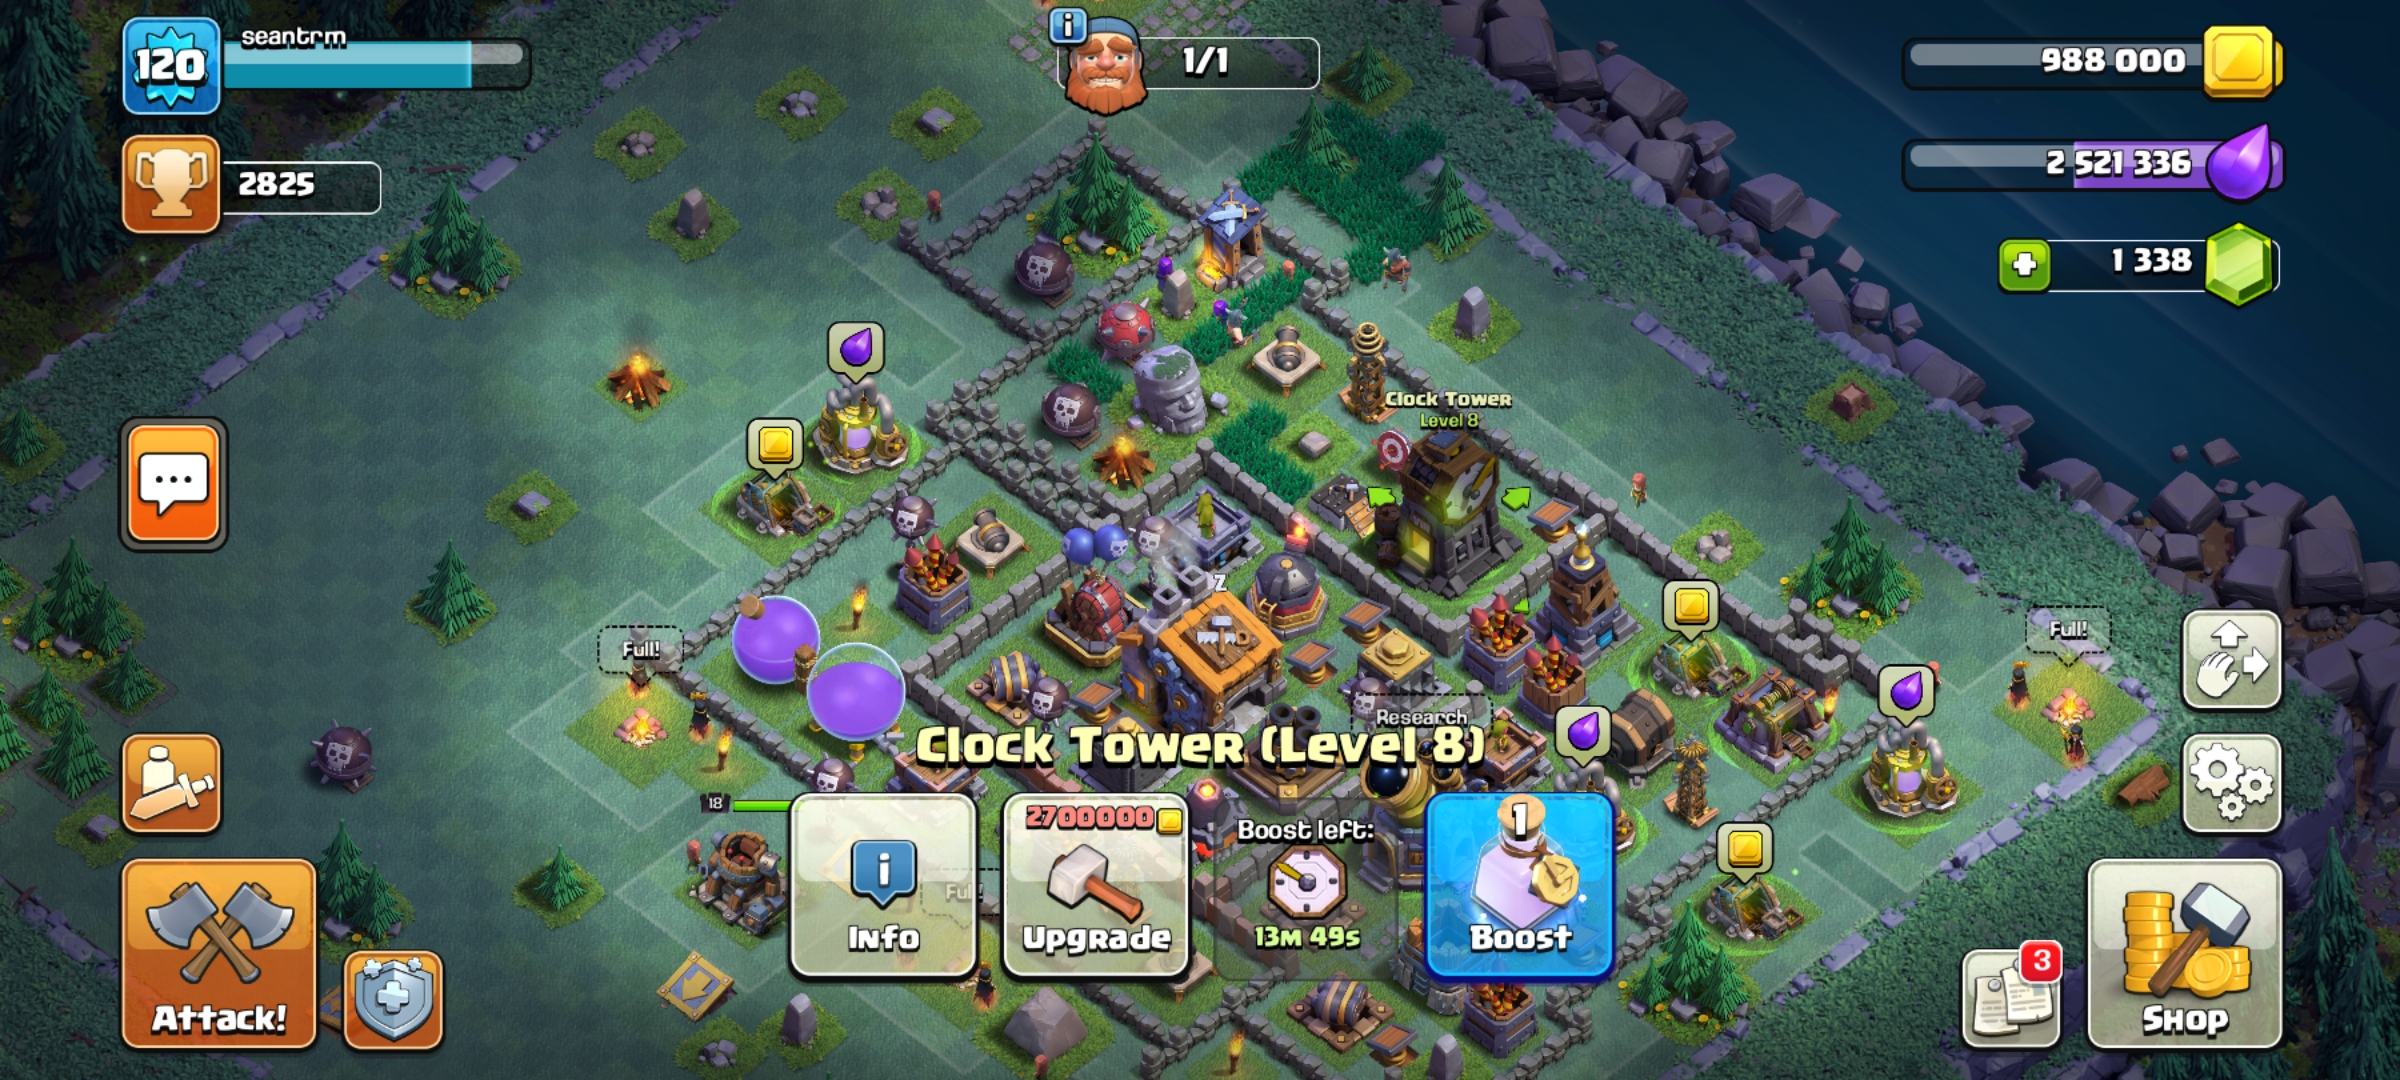 120
seantrm
i
1/1
988 000
2825
2 521 336
1 338
Clock Tower
Level 8
Z
Full!
Full!
Research
Clock Tower (Level 8)
18
2700000
Boost left:
1
i
Full!
Info
Upgrade
13m 49s
Boost
Attack!
3
Shop